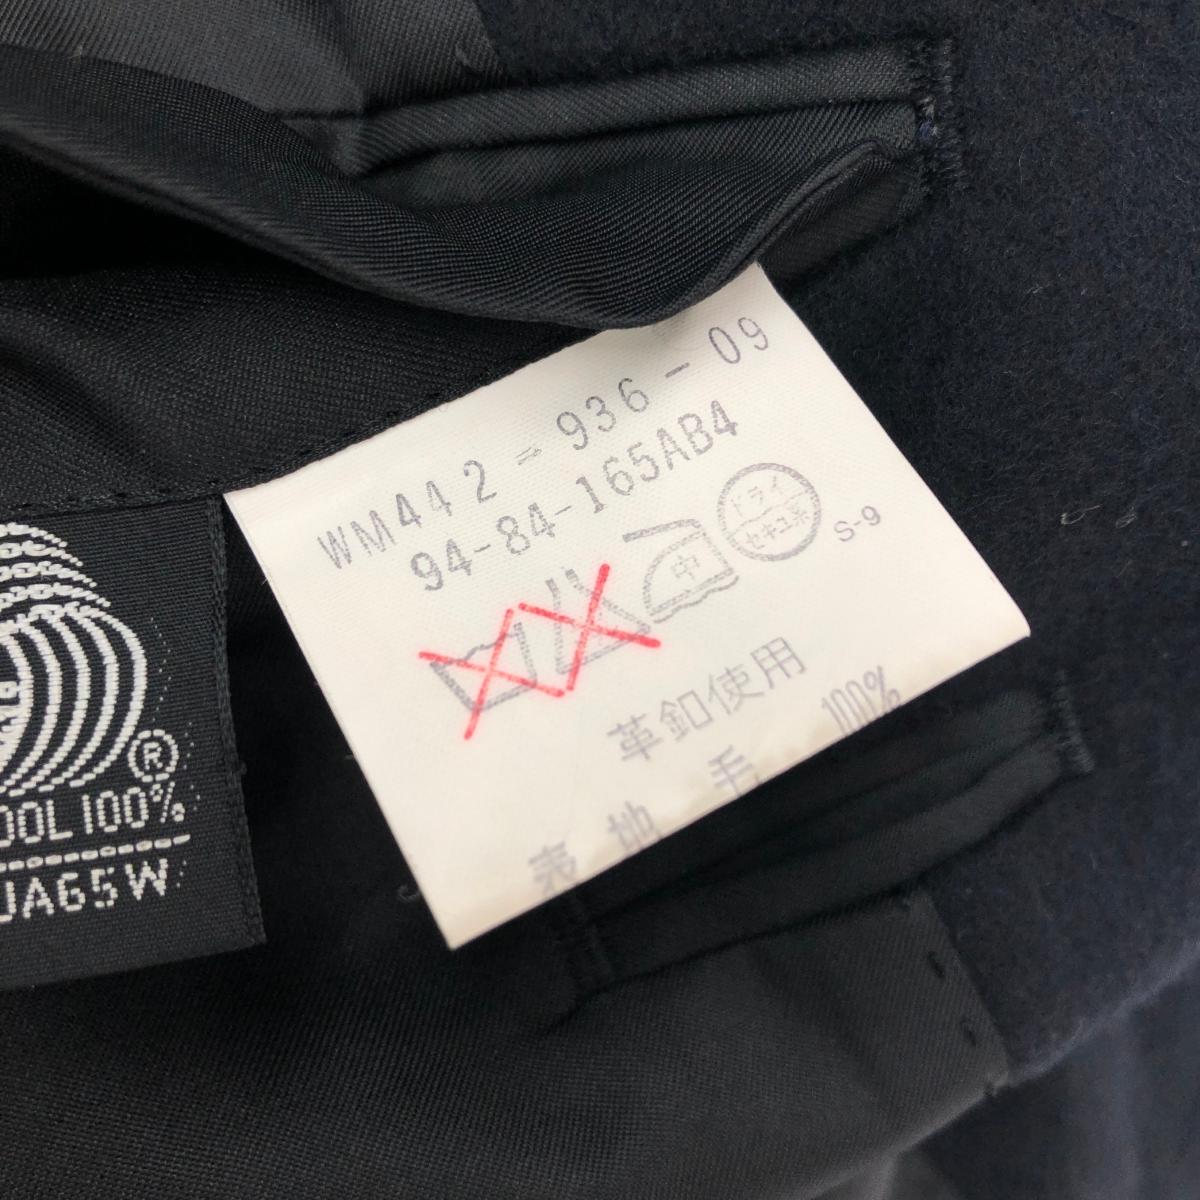 WM442-936-09
94-84-165AB4
中
ドライ
セキユ系
S-9
革釦使用
表地 毛 100%
®
OOL 100%
UA65W